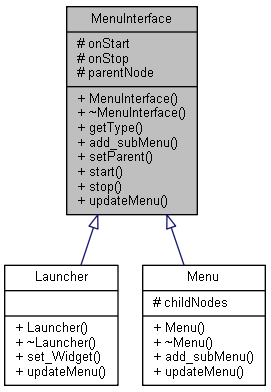 MenuInterface
# onStart
# onStop
# parentNode
+ MenuInterface()
+ ~MenuInterface()
+ getType()
+ add_subMenu()
+ setParent()
+ start()
+ stop()
+ updateMenu()
Launcher
+ Launcher()
+ ~Launcher()
+ set_Widget()
+ updateMenu()
Menu
# childNodes
+ Menu()
+ ~Menu()
+ add_subMenu()
+ updateMenu()